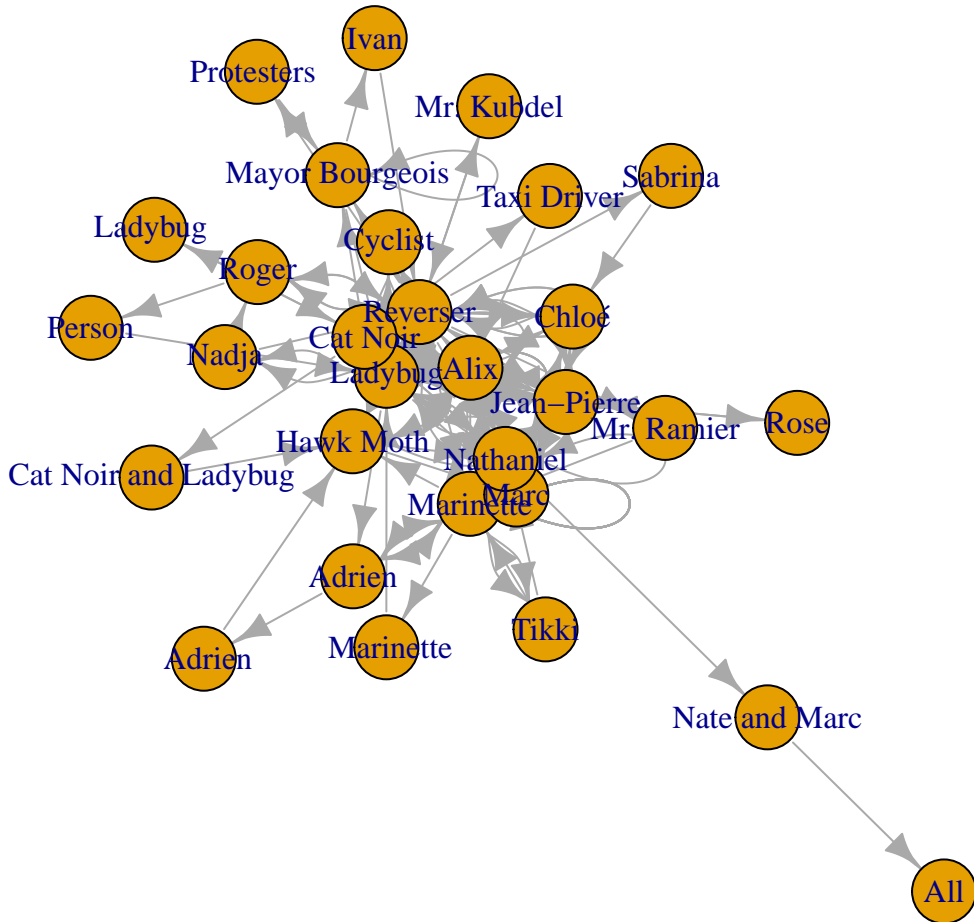 Ivan
Protesters
Mr. Kubdel
Mayor Bourgeois
Sabrina
Taxi Driver
Ladybug
Cyclist
Roger
Reverser
Chloé
Person
Cat Noir
Nadja
Alix
Ladybug
Jean–Pierre
Rose
Mr. Ramier
Hawk Moth
Nathaniel
Cat Noir and Ladybug
Marc
Marinette
Adrien
Tikki
Marinette
Adrien
Nate and Marc
All